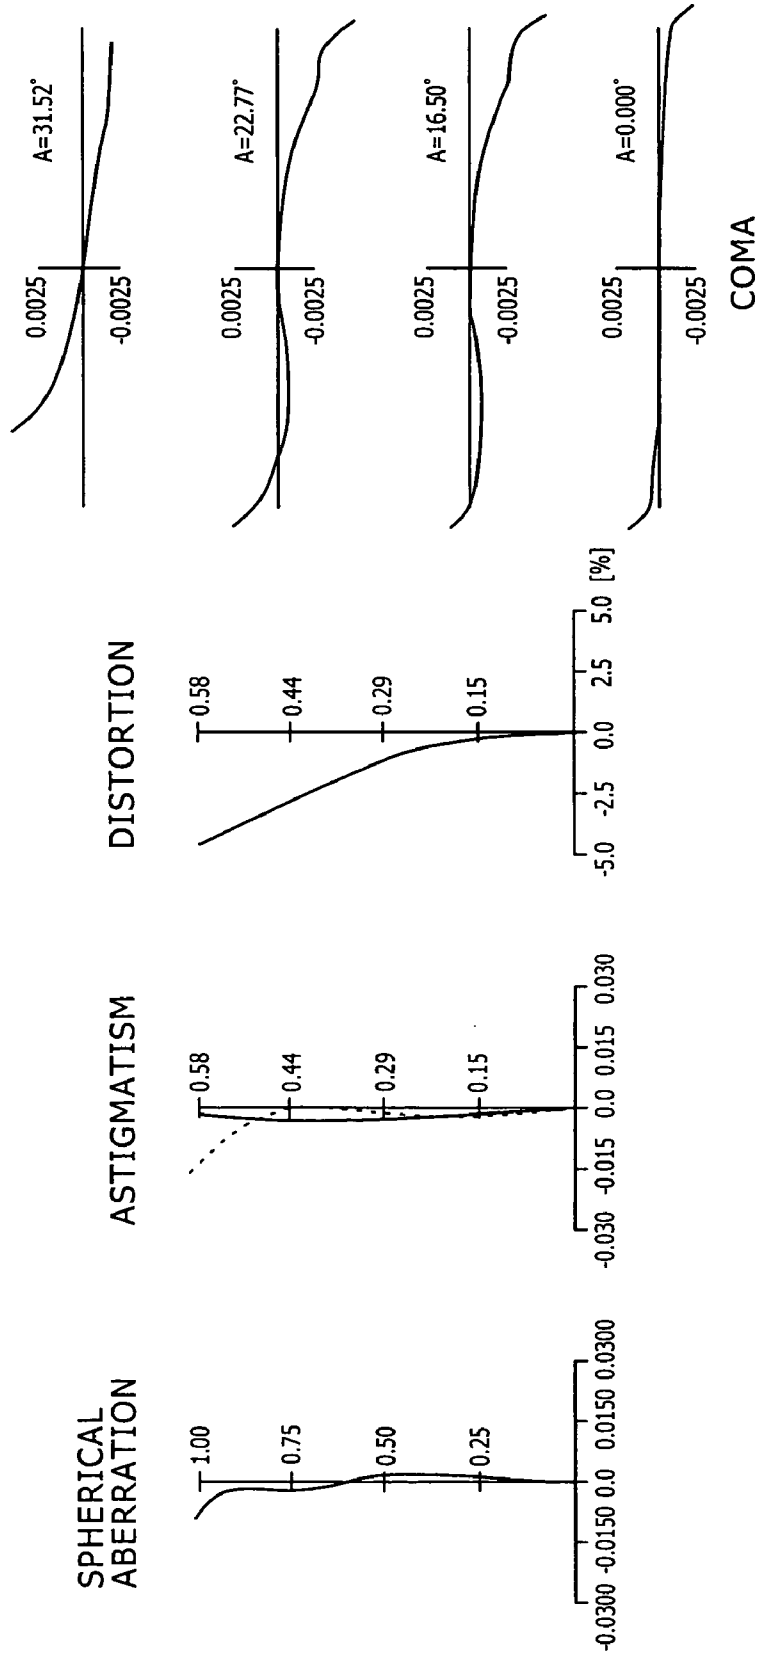 SPHERICAL
ABERRATION
1.00
0.75
0.50
0.25
-0.0300 -0.0150 0.0 0.0150 0.0300
ASTIGMATISM
0.58
0.44
0.29
0.15
-0.030 -0.015 0.0 0.015 0.030
DISTORTION
0.58
0.44
0.29
0.15
-5.0 -2.5 0.0 2.5 5.0 [%]
0.0025
A=31.52°
-0.0025
0.0025
A=22.77°
-0.0025
0.0025
A=16.50°
-0.0025
0.0025
A=0.000°
-0.0025
COMA